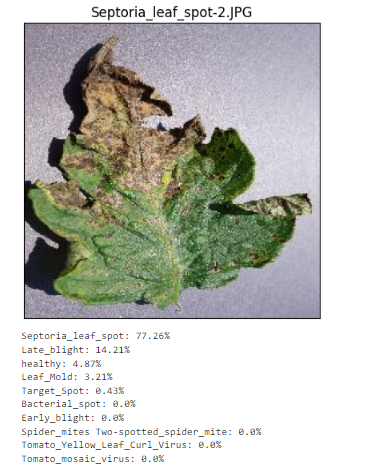 Septoria_leaf_spot-2.JPG
Septoria_leaf_spot: 77.26%
Late_blight: 14.21%
healthy: 4.87%
Leaf_Mold: 3.21%
Target_Spot: 0.43%
Bacterial_spot: 0.0%
Early_blight: 0.0%
Spider_mites Two-spotted_spider_mite: 0.0%
Tomato_Yellow_Leaf_Curl_Virus: 0.0%
Tomato_mosaic_virus: 0.0%